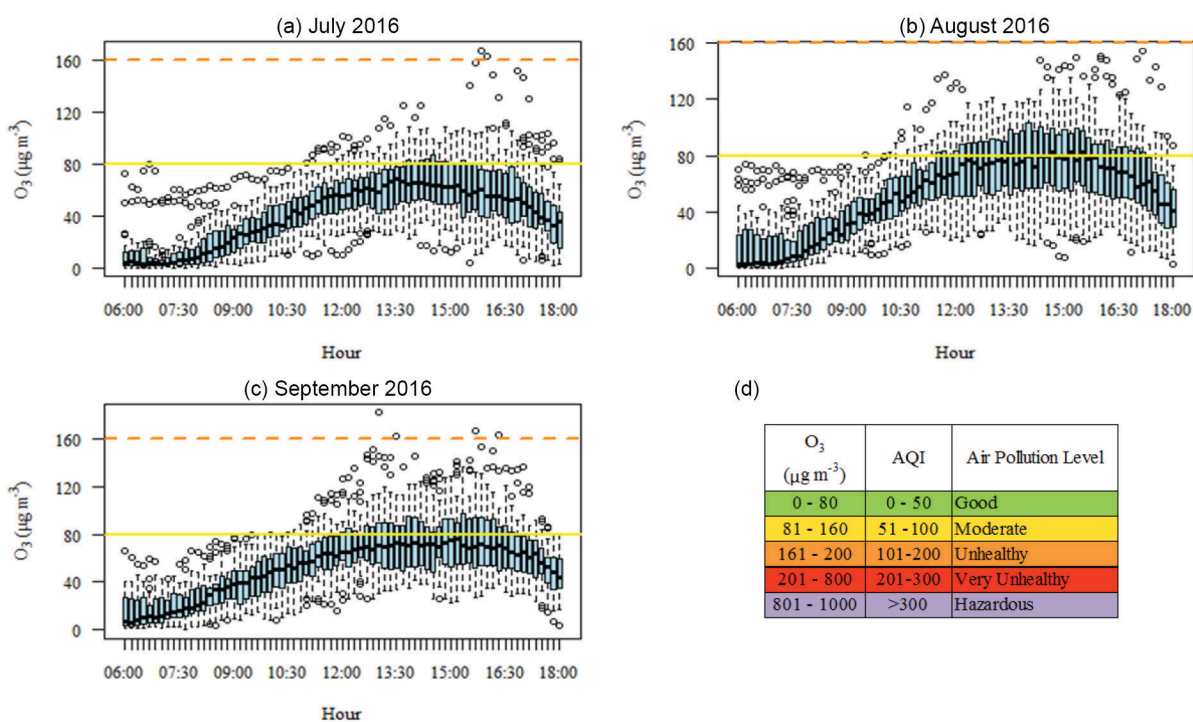 (a) July 2016
160
120
80
40
0
O3 (µg m-3)
06:00 07:30 09:00 10:30 12:00 13:30 15:00 16:30 18:00
Hour
(b) August 2016
160
120
80
40
0
O3 (µg m-3)
06:00 07:30 09:00 10:30 12:00 13:30 15:00 16:30 18:00
Hour
(c) September 2016
160
120
80
40
0
O3 (µg m-3)
06:00 07:30 09:00 10:30 12:00 13:30 15:00 16:30 18:00
Hour
(d)
O3
(µg m-3) AQI Air Pollution Level
0 - 80 0 - 50 Good
81 - 160 51 -100 Moderate
161 - 200 101-200 Unhealthy
201 - 800 201-300 Very Unhealthy
801 - 1000 >300 Hazardous